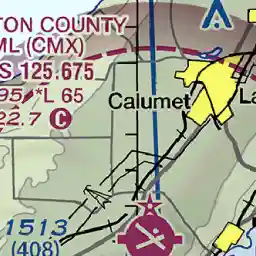 TON COUNTY
ML (CMX)
S 125.675
95 *L 65
22.7 C
Calumet
La
1513
(408)